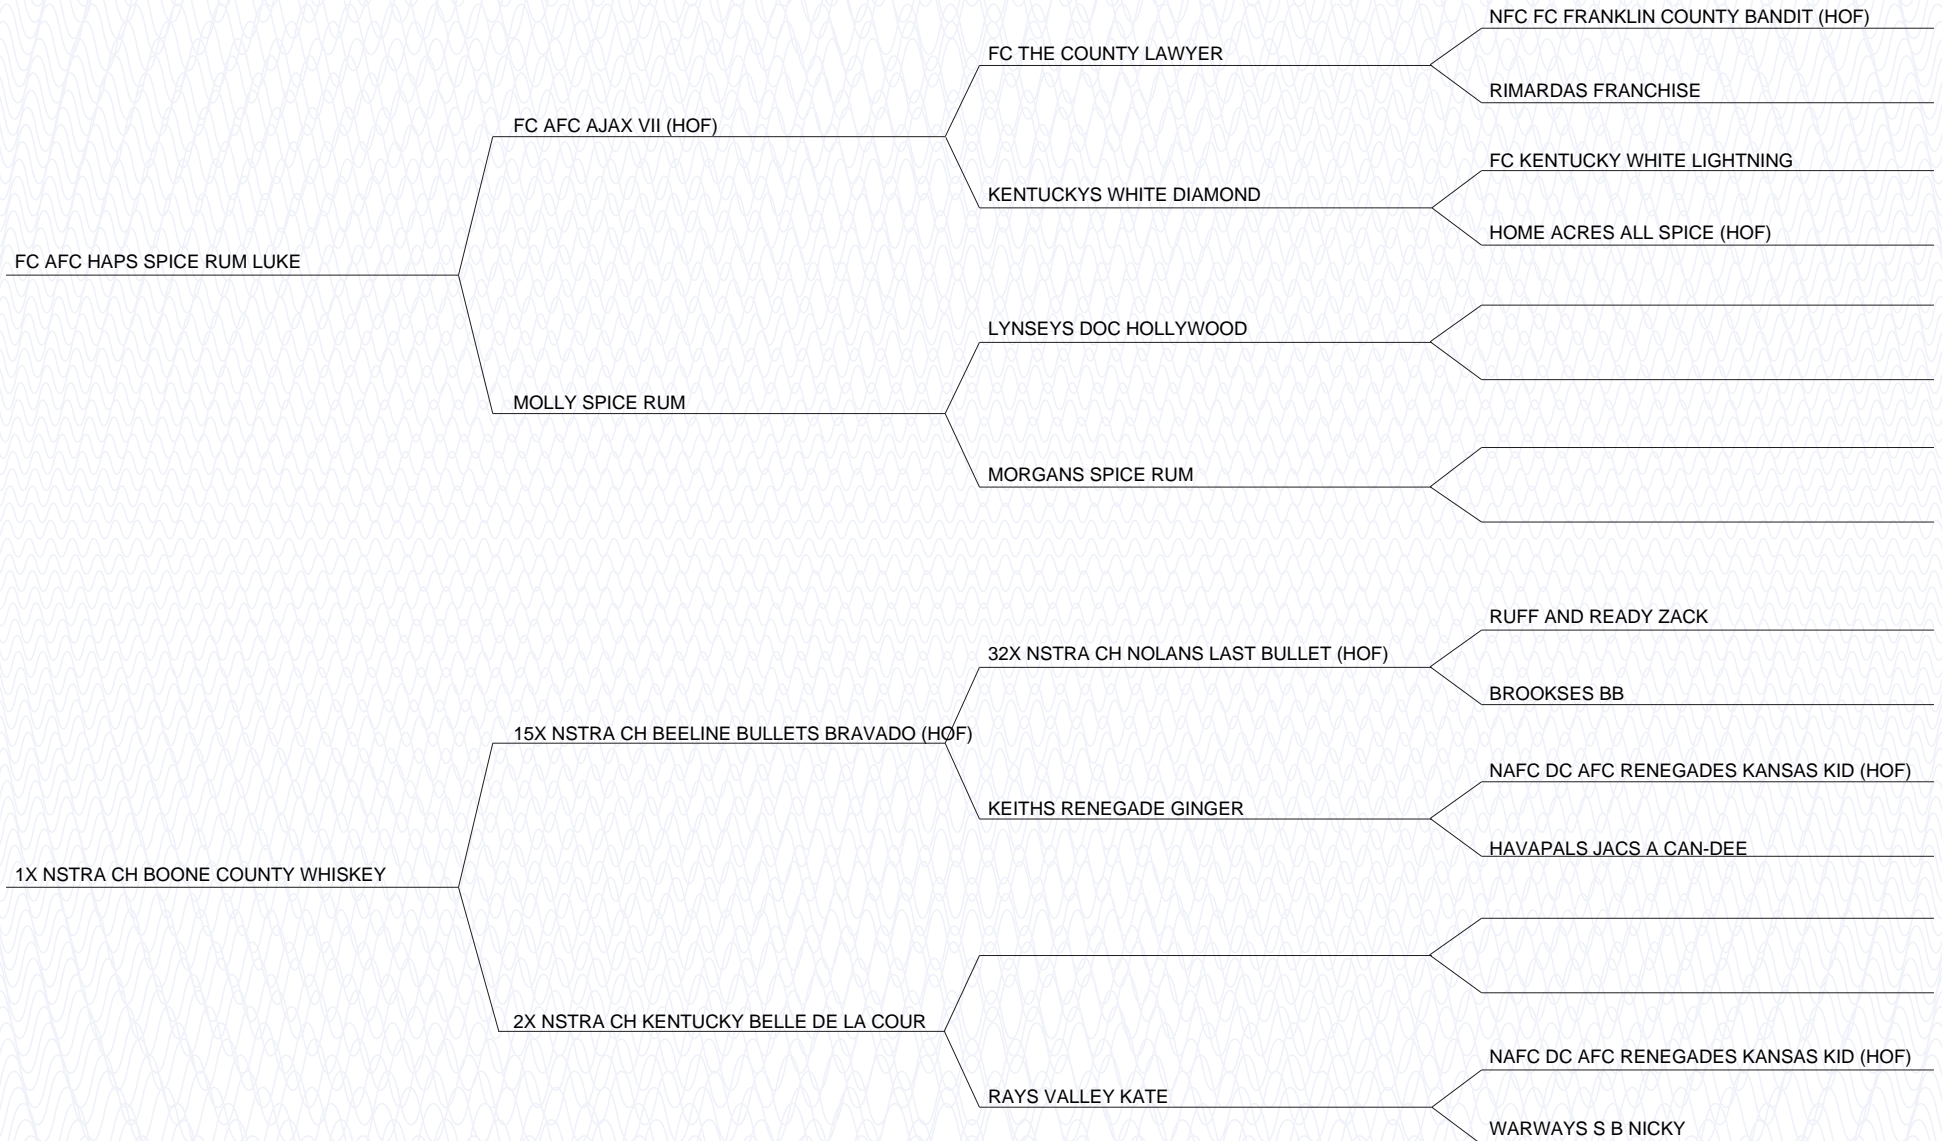 NFC FC FRANKLIN COUNTY BANDIT (HOF)
FC THE COUNTY LAWYER
RIMARDAS FRANCHISE
FC AFC AJAX VII (HOF)
FC KENTUCKY WHITE LIGHTNING
KENTUCKYS WHITE DIAMOND
HOME ACRES ALL SPICE (HOF)
FC AFC HAPS SPICE RUM LUKE
LYNSEYS DOC HOLLYWOOD
MOLLY SPICE RUM
MORGANS SPICE RUM
RUFF AND READY ZACK
32X NSTRA CH NOLANS LAST BULLET (HOF)
BROOKSES BB
15X NSTRA CH BEELINE BULLETS BRAVADO (HOF)
NAFC DC AFC RENEGADES KANSAS KID (HOF)
KEITHS RENEGADE GINGER
HAVAPALS JACS A CAN-DEE
1X NSTRA CH BOONE COUNTY WHISKEY
2X NSTRA CH KENTUCKY BELLE DE LA COUR
NAFC DC AFC RENEGADES KANSAS KID (HOF)
RAYS VALLEY KATE
WARWAYS S B NICKY